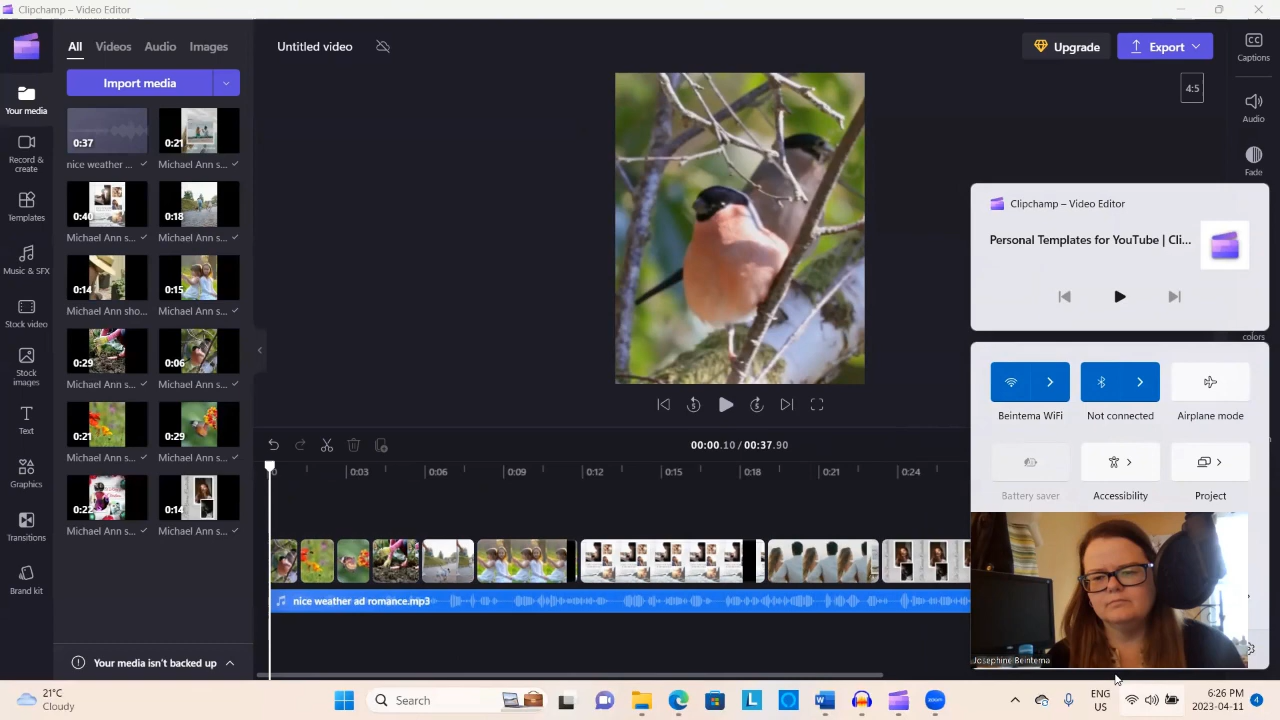 Clipchamp – Video Editor
All
Videos
Audio
Images
Untitled video
Upgrade
Export
CC
Captions
Import media
4:5
Your media
Audio
0:37
0:21
nice weather ...
Michael Ann s...
Record & create
Fade
0:40
0:18
Templates
Michael Ann s...
Michael Ann s...
Clipchamp – Video Editor
Personal Templates for YouTube | Cli...
Music & SFX
0:14
0:15
Michael Ann sho...
Michael Ann s...
Stock video
colors
0:29
0:06
Stock images
Michael Ann s...
Michael Ann s...
5
5
Beintema WiFi
Not connected
Airplane mode
Text
0:21
0:29
Michael Ann s...
Michael Ann s...
00:00.10 / 00:37.90
Graphics
0
0:03
0:06
0:09
0:12
0:15
0:18
0:21
0:24
Battery saver
Accessibility
Project
0:22
0:14
Transitions
Michael Ann s...
Michael Ann s...
Brand kit
nice weather ad romance.mp3
Your media isn't backed up
Josephine Beintema
21°C
Cloudy
Search
L
W
zoom
ENG
US
6:26 PM
2023-04-11
4